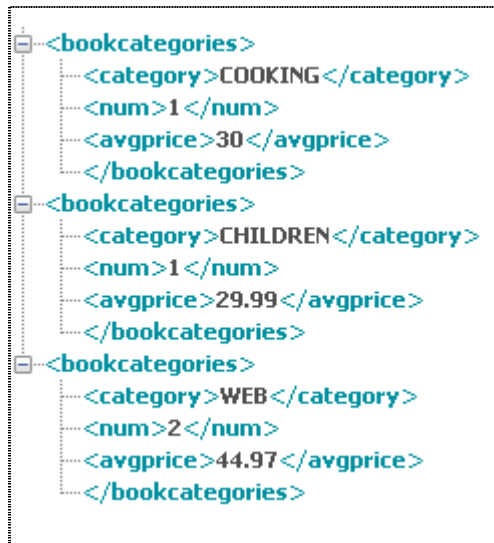 <bookcategories>
<category>COOKING</category>
<num>1</num>
<avgprice>30</avgprice>
</bookcategories>
<bookcategories>
<category>CHILDREN</category>
<num>1</num>
<avgprice>29.99</avgprice>
</bookcategories>
<bookcategories>
<category>WEB</category>
<num>2</num>
<avgprice>44.97</avgprice>
</bookcategories>